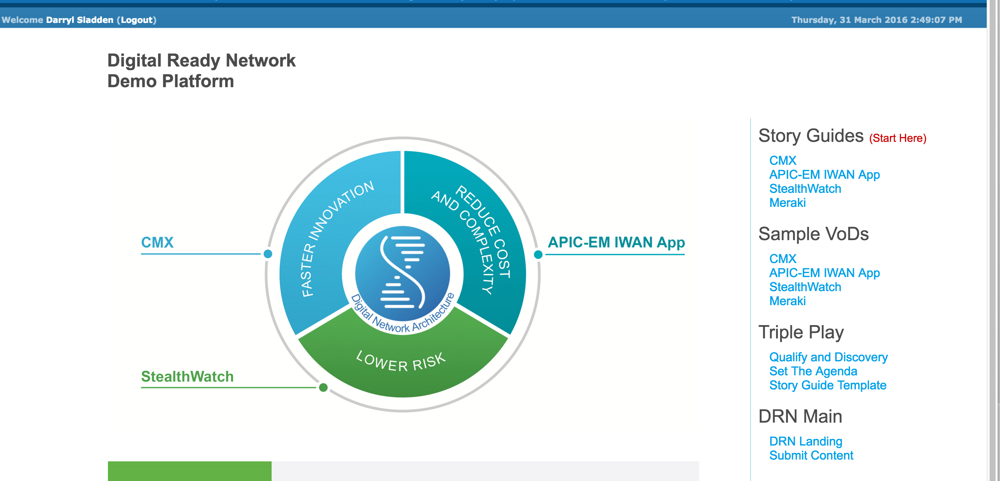 Welcome Darryl Sladden (Logout)
Thursday, 31 March 2016 2:49:07 PM
Digital Ready Network
Demo Platform
FASTER INNOVATION
REDUCE COST
AND COMPLEXITY
CMX
APIC-EM IWAN App
Digital Network Architecture
LOWER RISK
StealthWatch
Story Guides (Start Here)
CMX
APIC-EM IWAN App
StealthWatch
Meraki
Sample VoDs
CMX
APIC-EM IWAN App
StealthWatch
Meraki
Triple Play
Qualify and Discovery
Set The Agenda
Story Guide Template
DRN Main
DRN Landing
Submit Content